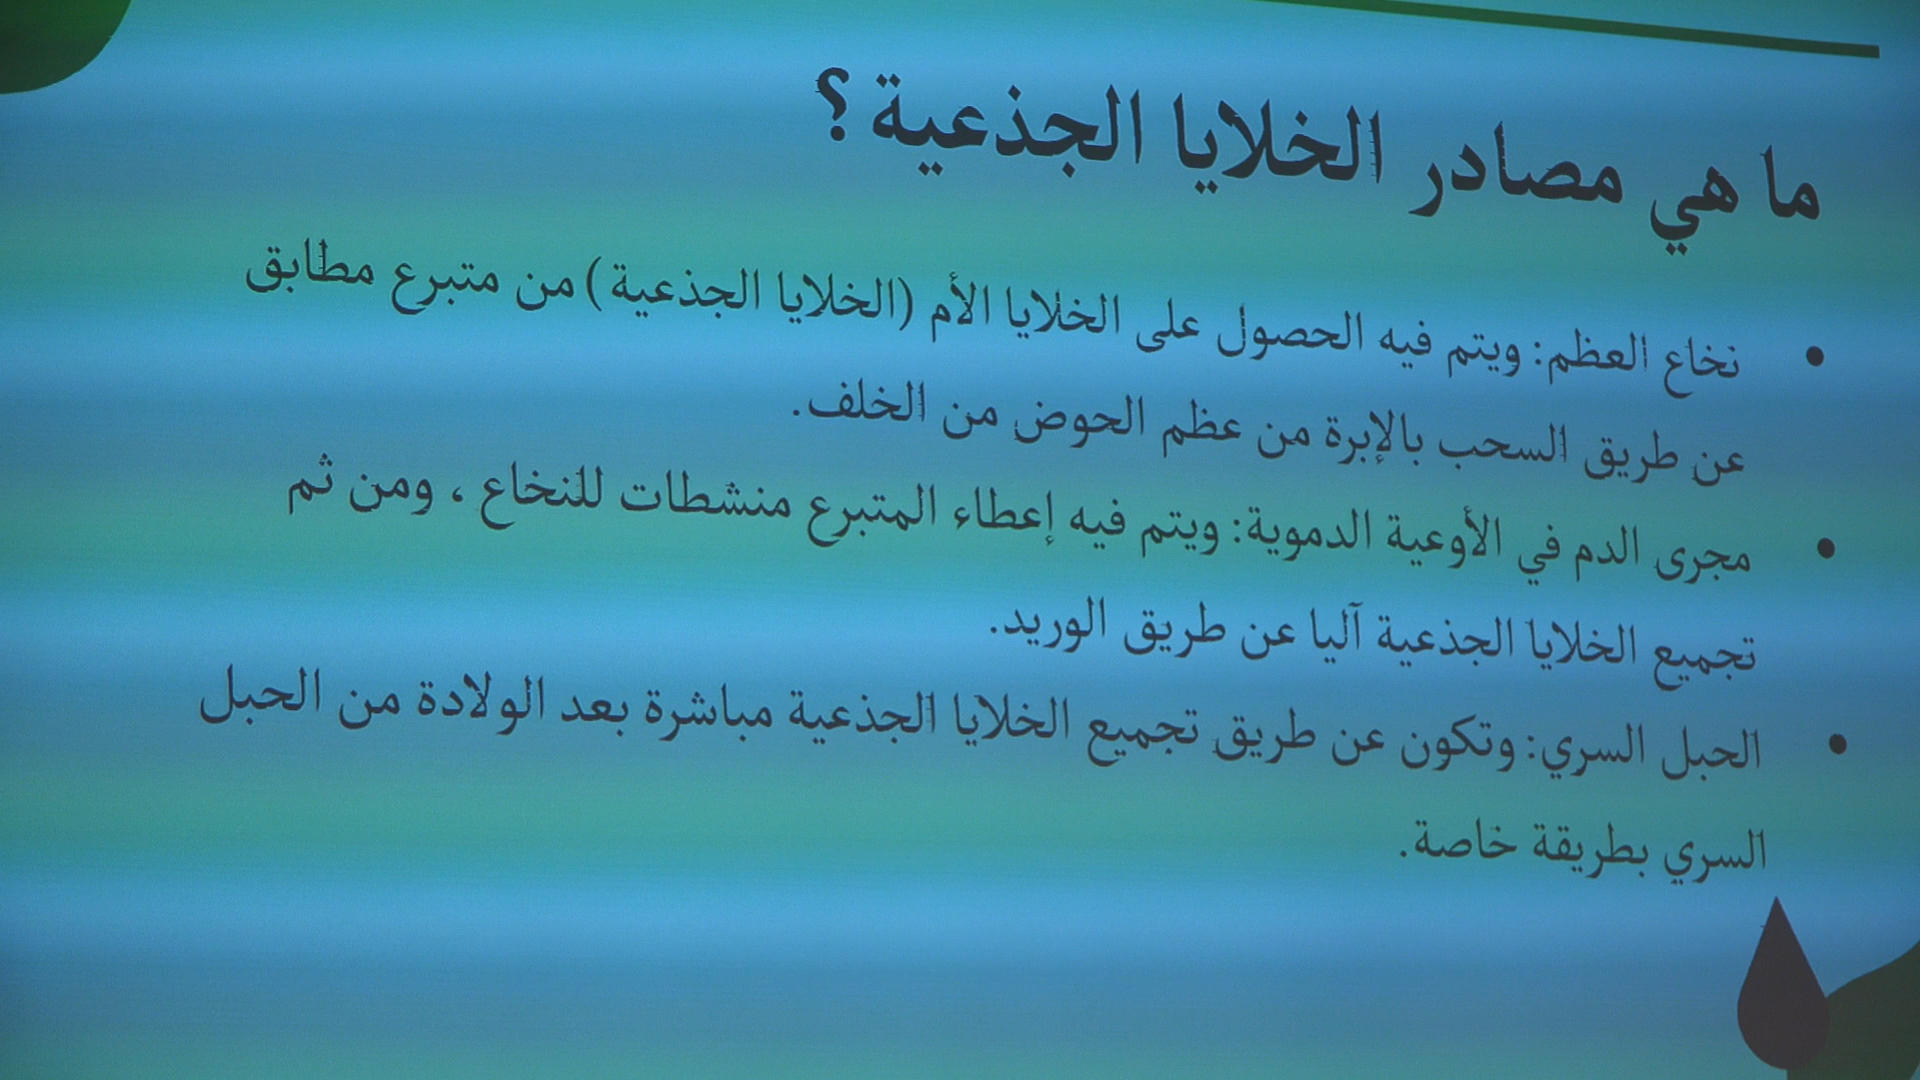 ما هي مصادر الخلايا الجذعية ؟
• نخاع العظم: ويتم فيه الحصول على الخلايا الأم (الخلايا الجذعية) من متبرع مطابق
عن طريق السحب بالإبرة من عظم الحوض من الخلف.
• مجرى الدم في الأوعية الدموية: ويتم فيه إعطاء المتبرع منشطات للنخاع ، ومن ثم
تجميع الخلايا الجذعية آليا عن طريق الوريد.
• الحبل السري: وتكون عن طريق تجميع الخلايا الجذعية مباشرة بعد الولادة من الحبل
السري بطريقة خاصة.